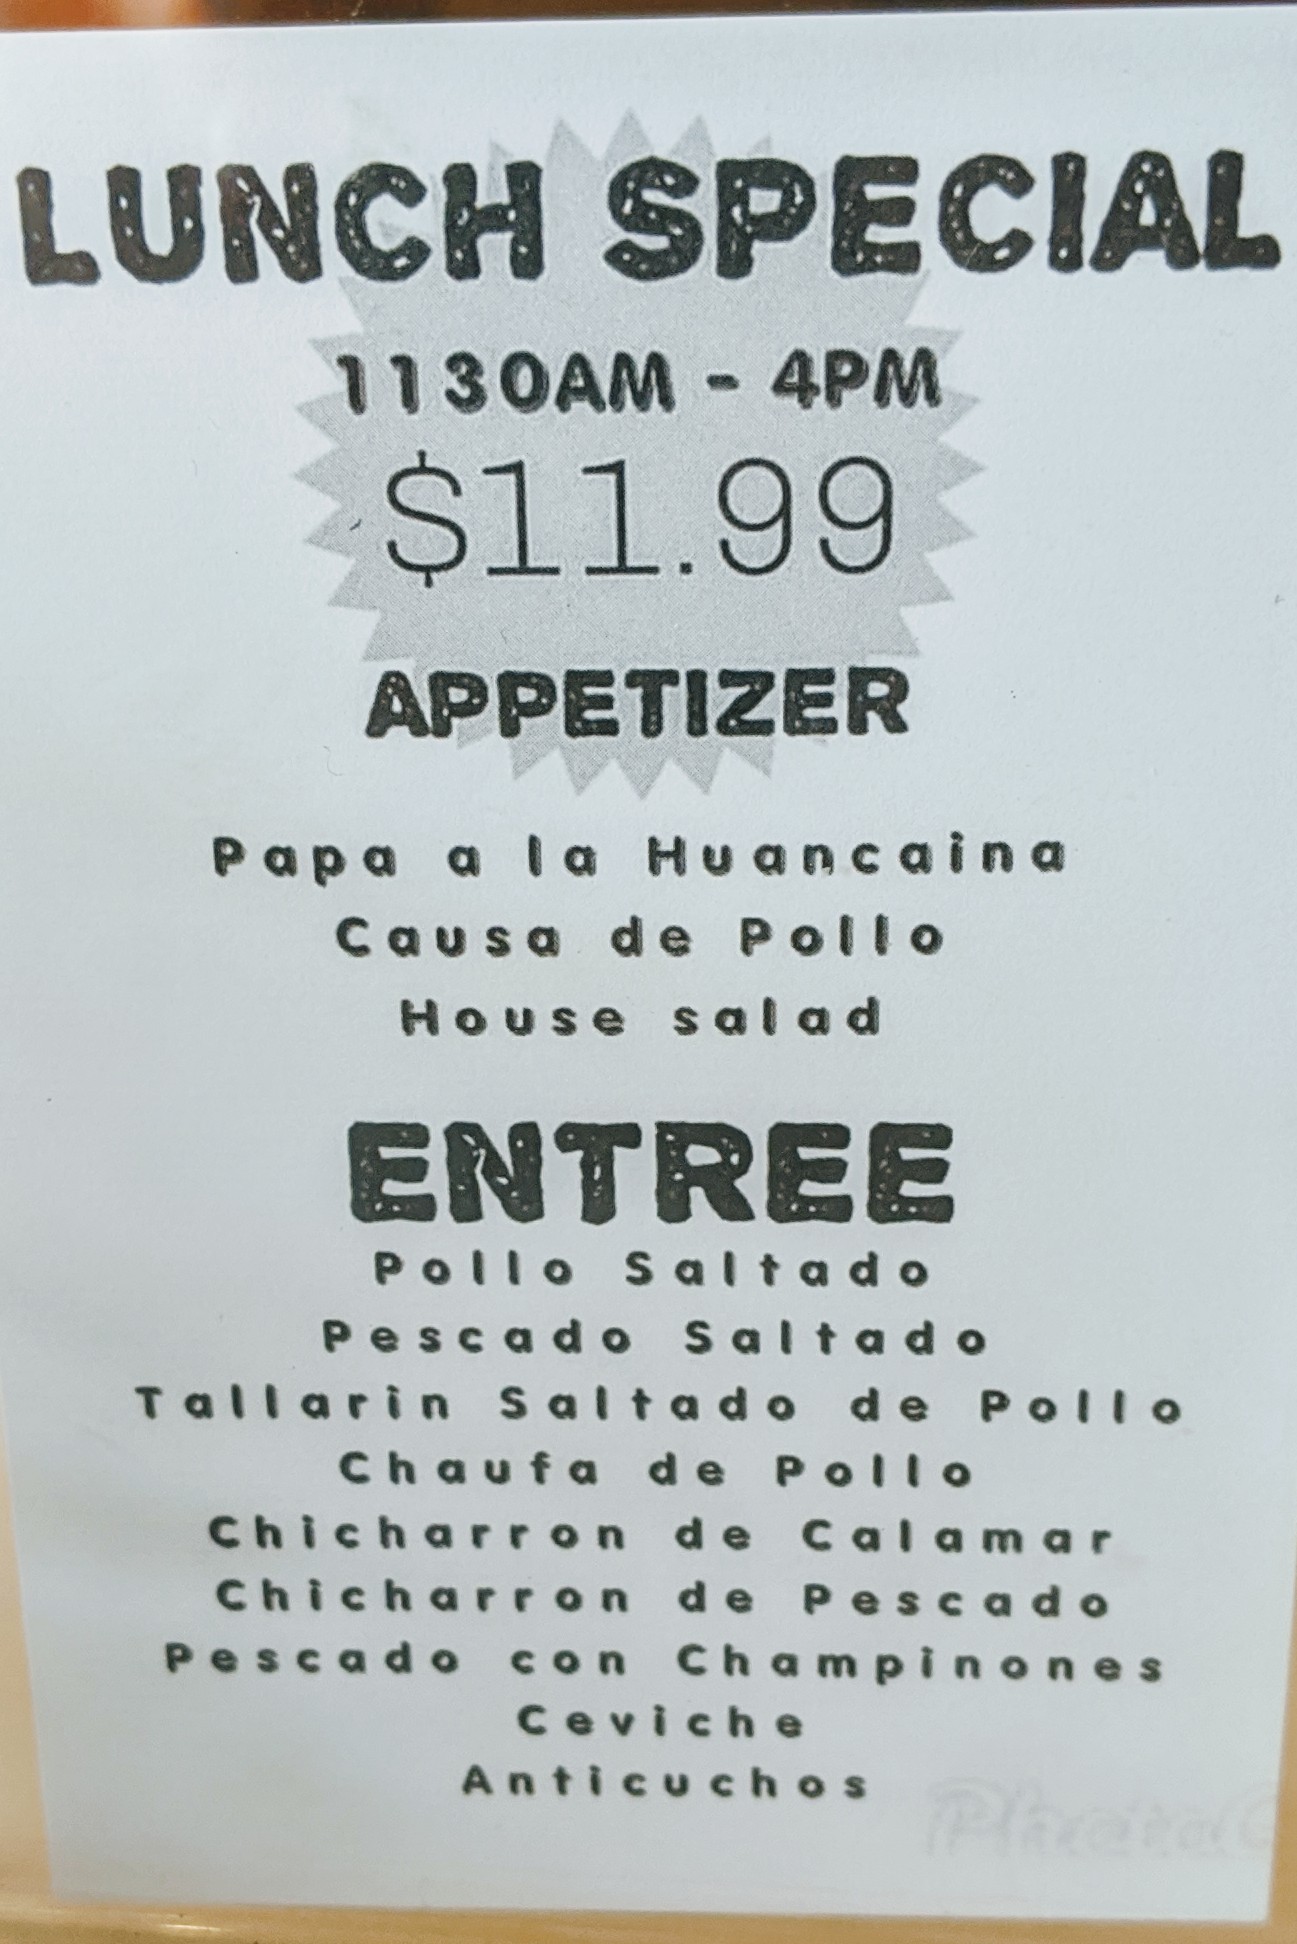 LUNCH SPECIAL
1130AM - 4PM
$11.99
APPETIZER
Papa a la Huancaina
Causa de Pollo
House salad
ENTREE
Pollo Saltado
Pescado Saltado
Tallarin Saltado de Pollo
Chaufa de Pollo
Chicharron de Calamar
Chicharron de Pescado
Pescado con Champinones
Ceviche
Anticuchos